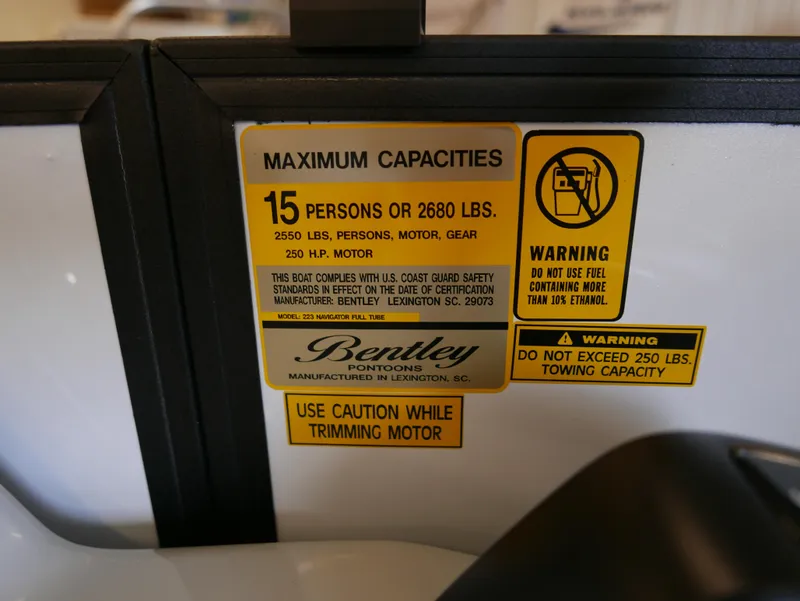 MAXIMUM CAPACITIES
15 PERSONS OR 2680 LBS.
2550 LBS, PERSONS, MOTOR, GEAR
250 H.P. MOTOR
THIS BOAT COMPLIES WITH U.S. COAST GUARD SAFETY
STANDARDS IN EFFECT ON THE DATE OF CERTIFICATION
MANUFACTURER: BENTLEY LEXINGTON SC. 29073
MODEL: 223 NAVIGATOR FULL TUBE
Bentley
PONTOONS
MANUFACTURED IN LEXINGTON, SC.
WARNING
DO NOT USE FUEL
CONTAINING MORE
THAN 10% ETHANOL.
WARNING
DO NOT EXCEED 250 LBS.
TOWING CAPACITY
USE CAUTION WHILE
TRIMMING MOTOR